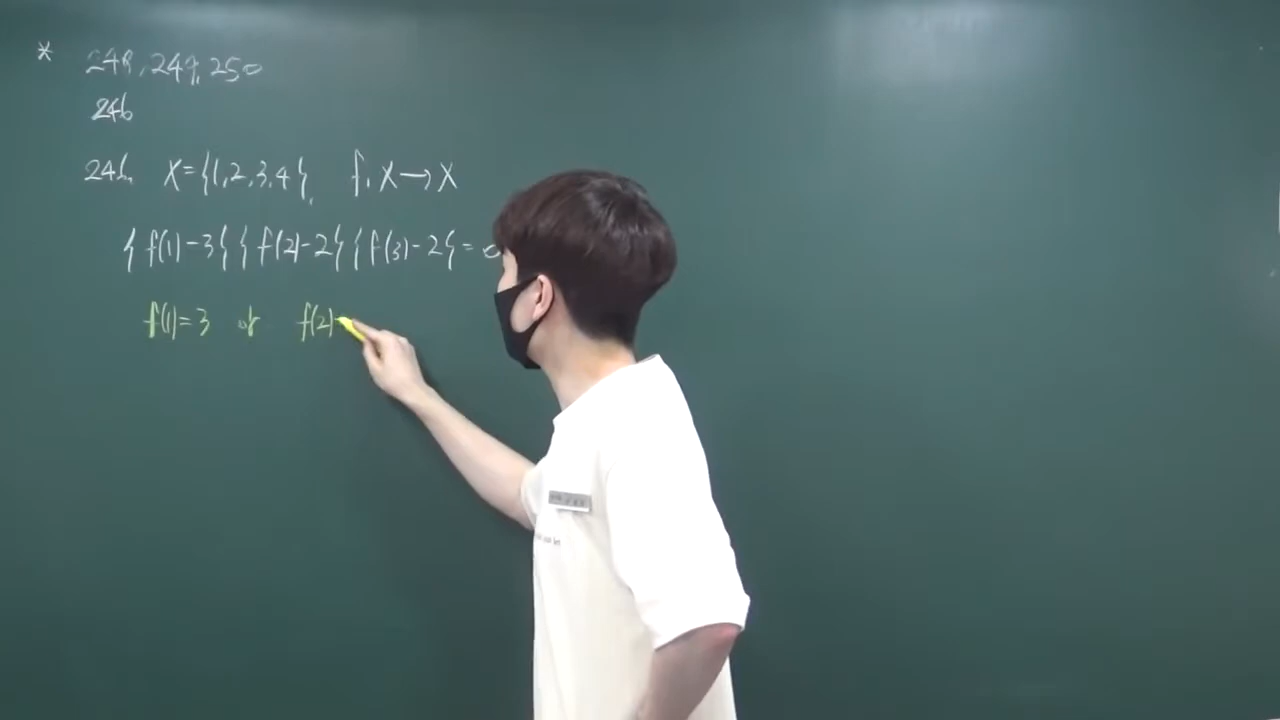 * 248, 249, 250
246
246. X={1,2,3,4}, f: X→X
{f(1)-3}{f(2)-2}{f(3)-2}=0
f(1)=3 or f(2)=